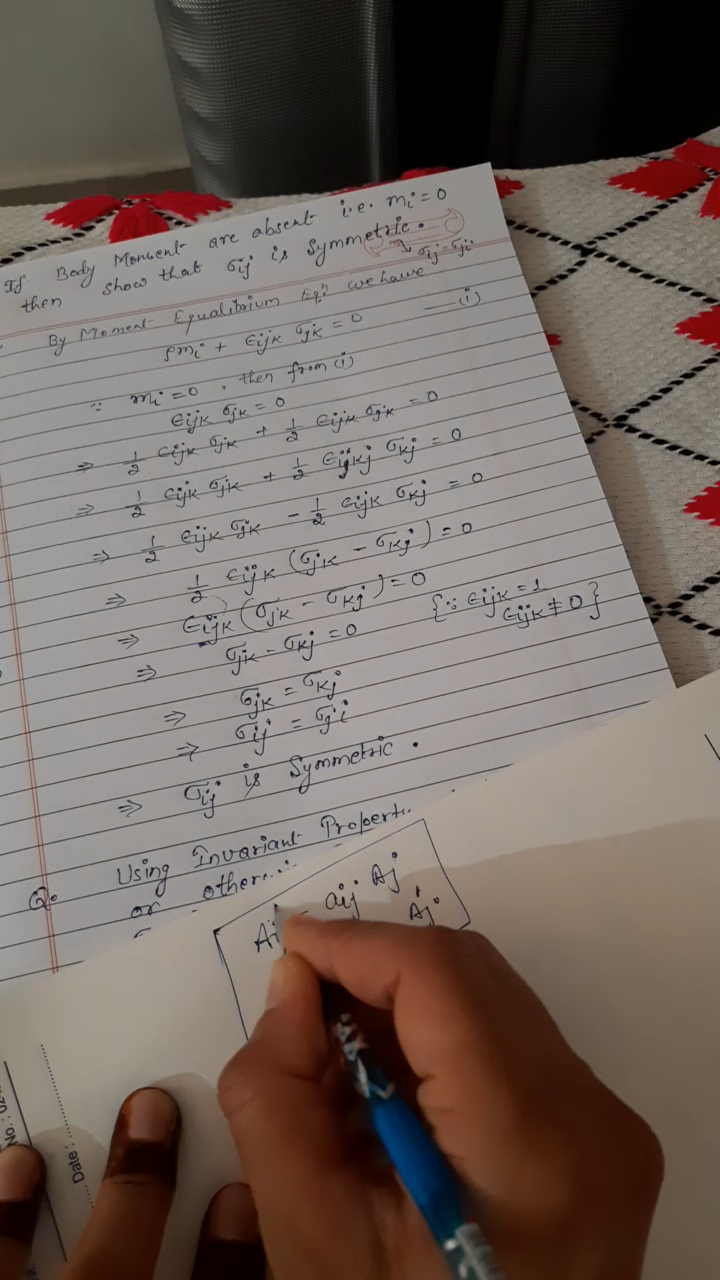 If Body Moment are absent i.e. mi = 0
then show that σij is Symmetric.
σij = σji
By Moment Equalibrium Eqn we have
ρmi + ϵijk σjk = 0 —(i)
∵ mi = 0, then from (i)
ϵijk σjk = 0
⇒ 1/2 ϵijk σjk + 1/2 ϵijk σjk = 0
⇒ 1/2 ϵijk σjk + 1/2 ϵikj σkj = 0
⇒ 1/2 ϵijk σjk - 1/2 ϵijk σkj = 0
⇒ 1/2 ϵijk (σjk - σkj) = 0
⇒ ϵijk (σjk - σkj) = 0
⇒ σjk - σkj = 0 {∵ ϵijk = 1
ϵijk ≠ 0}
⇒ σjk = σkj
⇒ σij = σji
⇒ σij is Symmetric.
Q. Using Invariant
or
Ai = aij Aj
Aj
Date :
No :